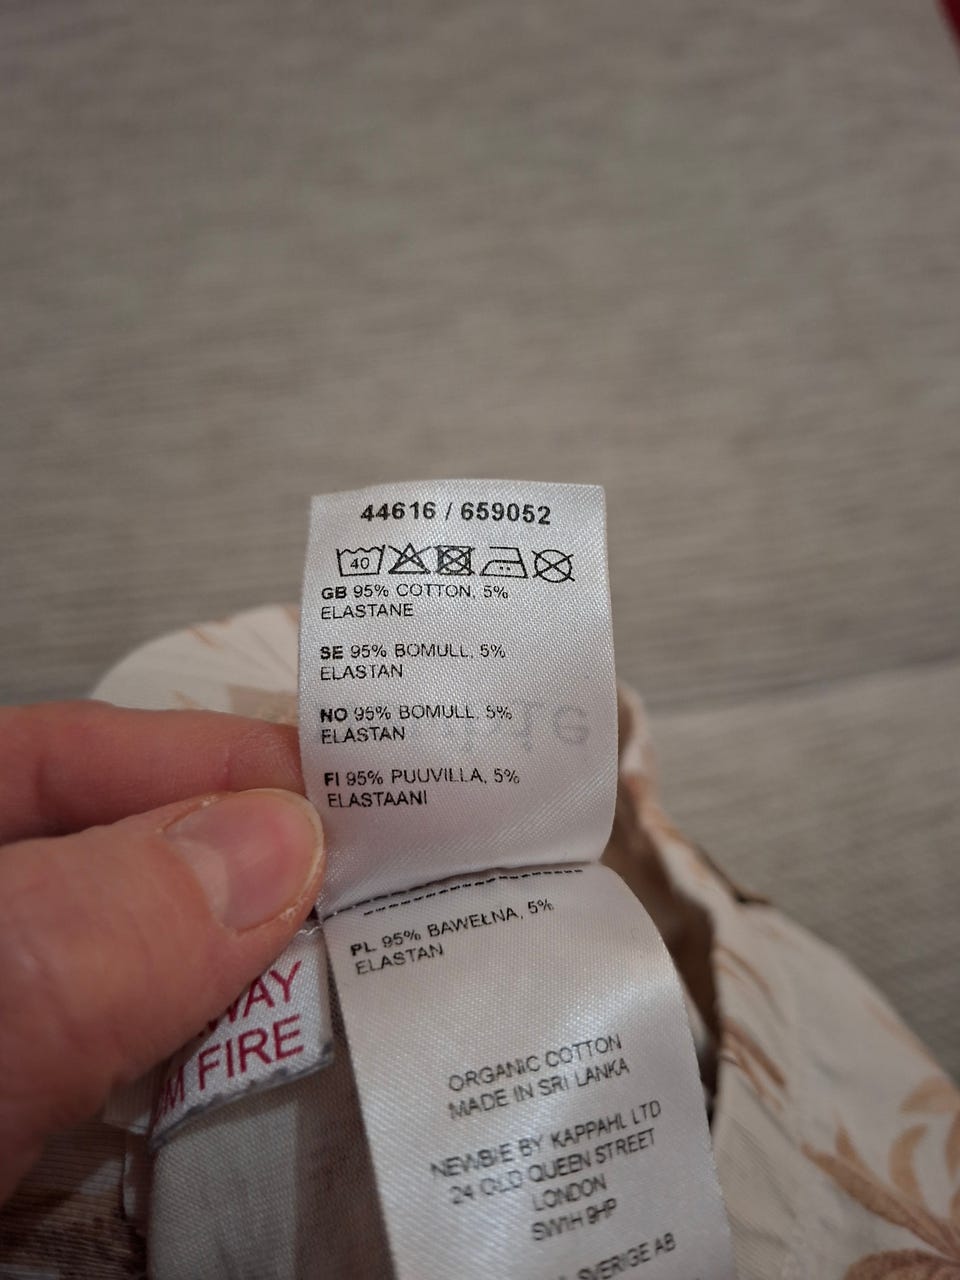 44616 / 659052
40
GB 95% COTTON, 5%
ELASTANE
SE 95% BOMULL, 5%
ELASTAN
NO 95% BOMULL, 5%
ELASTAN
FI 95% PUUVILLA, 5%
ELASTAANI
PL 95% BAWEŁNA, 5%
ELASTAN
WAY
FIRE
ORGANIC COTTON
MADE IN SRI LANKA
NEWBIE BY KAPPAHL LTD
24 OLD QUEEN STREET
LONDON
SW1H 9HP
SVERIGE AB